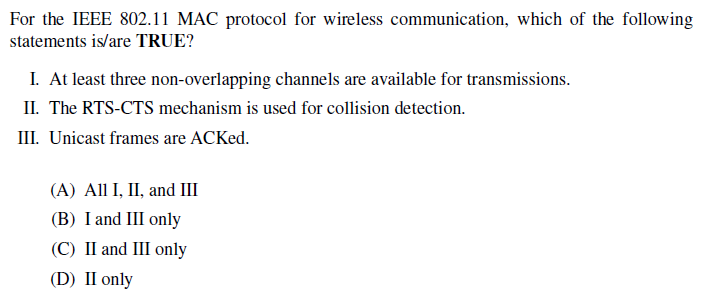 For the IEEE 802.11 MAC protocol for wireless communication, which of the following
statements is/are TRUE?
I. At least three non-overlapping channels are available for transmissions.
II. The RTS-CTS mechanism is used for collision detection.
III. Unicast frames are ACKed.
(A) All I, II, and III
(B) I and III only
(C) II and III only
(D) II only